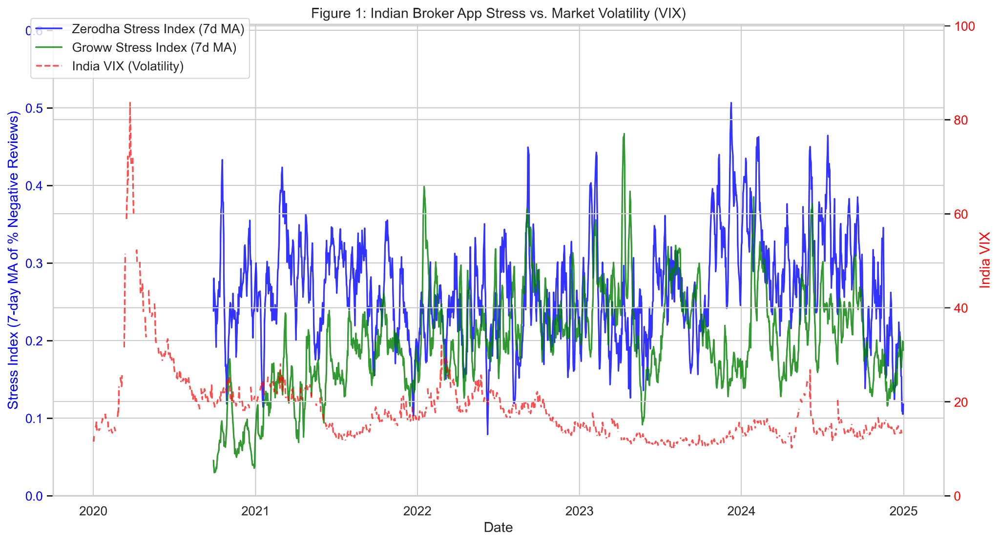 Figure 1: Indian Broker App Stress vs. Market Volatility (VIX)
Zerodha Stress Index (7d MA)
Groww Stress Index (7d MA)
India VIX (Volatility)
Stress Index (7-day MA of % Negative Reviews)
0.6
0.5
0.4
0.3
0.2
0.1
0.0
100
80
60
40
20
0
India VIX
2020 2021 2022 2023 2024 2025
Date